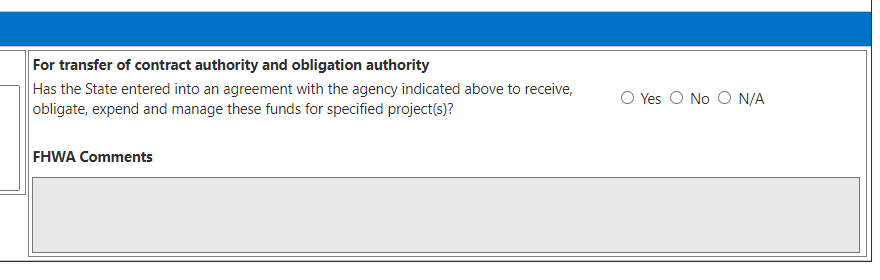 For transfer of contract authority and obligation authority
Has the State entered into an agreement with the agency indicated above to receive,
obligate, expend and manage these funds for specified project(s)?
Yes No N/A
FHWA Comments